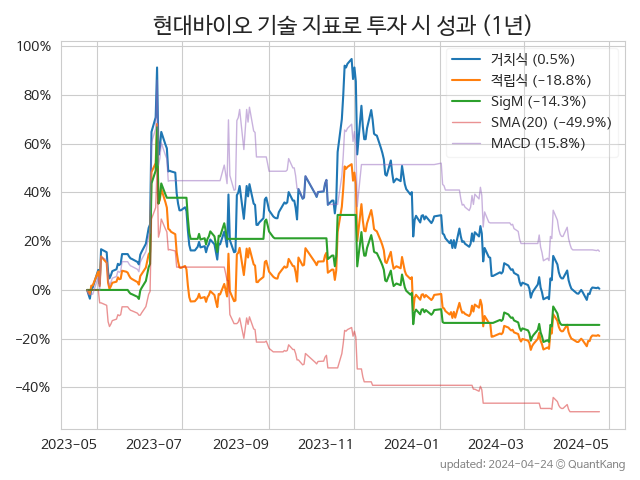 현대바이오 기술 지표로 투자 시 성과 (1년)
거치식 (0.5%)
적립식 (−18.8%)
SigM (−14.3%)
SMA(20) (−49.9%)
MACD (15.8%)
100%
80%
60%
40%
20%
0%
−20%
−40%
2023-05 2023-07 2023-09 2023-11 2024-01 2024-03 2024-05
updated: 2024-04-24 © QuantKang